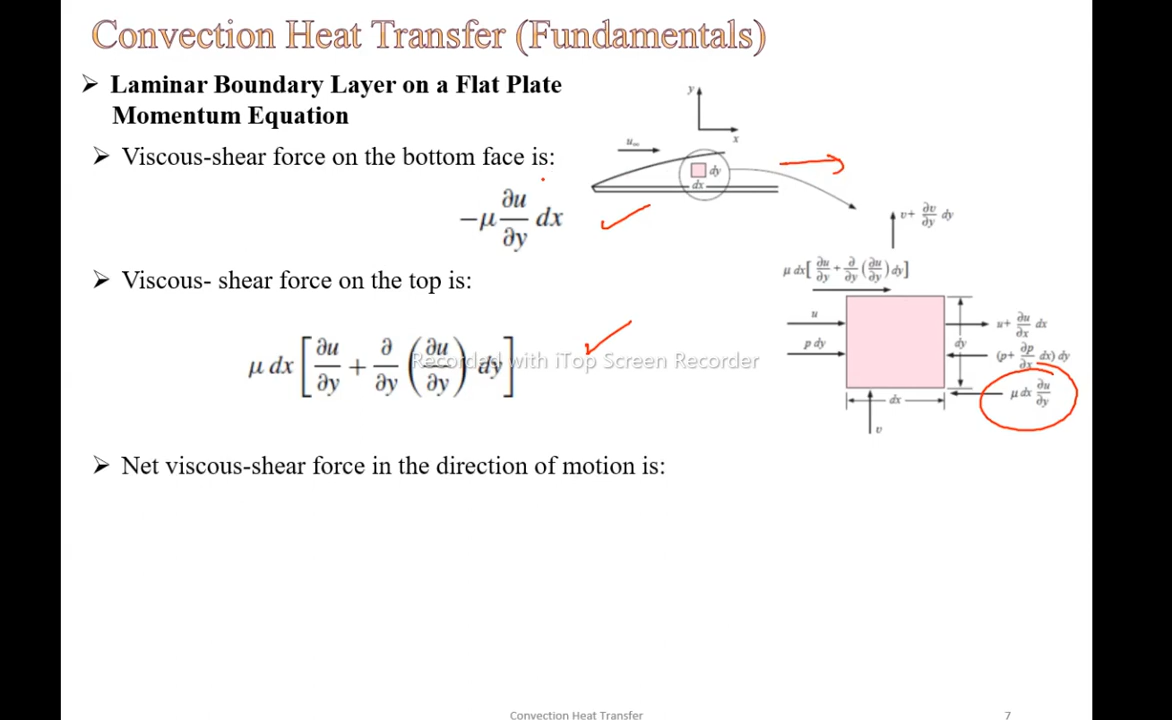 Convection Heat Transfer (Fundamentals)
➢ Laminar Boundary Layer on a Flat Plate
Momentum Equation
➢ Viscous-shear force on the bottom face is:
−μ ∂u/∂y dx
➢ Viscous- shear force on the top is:
μ dx [∂u/∂y + ∂/∂y (∂u/∂y) dy]
Recorded with iTop Screen Recorder
➢ Net viscous-shear force in the direction of motion is:
y
x
u∞
dy
dx
v + ∂v/∂y dy
μ dx[∂u/∂y + ∂/∂y (∂u/∂y) dy]
u
u + ∂u/∂x dx
p dy
dy
(p + ∂p/∂x dx) dy
μ dx ∂u/∂y
dx
v
Convection Heat Transfer
7